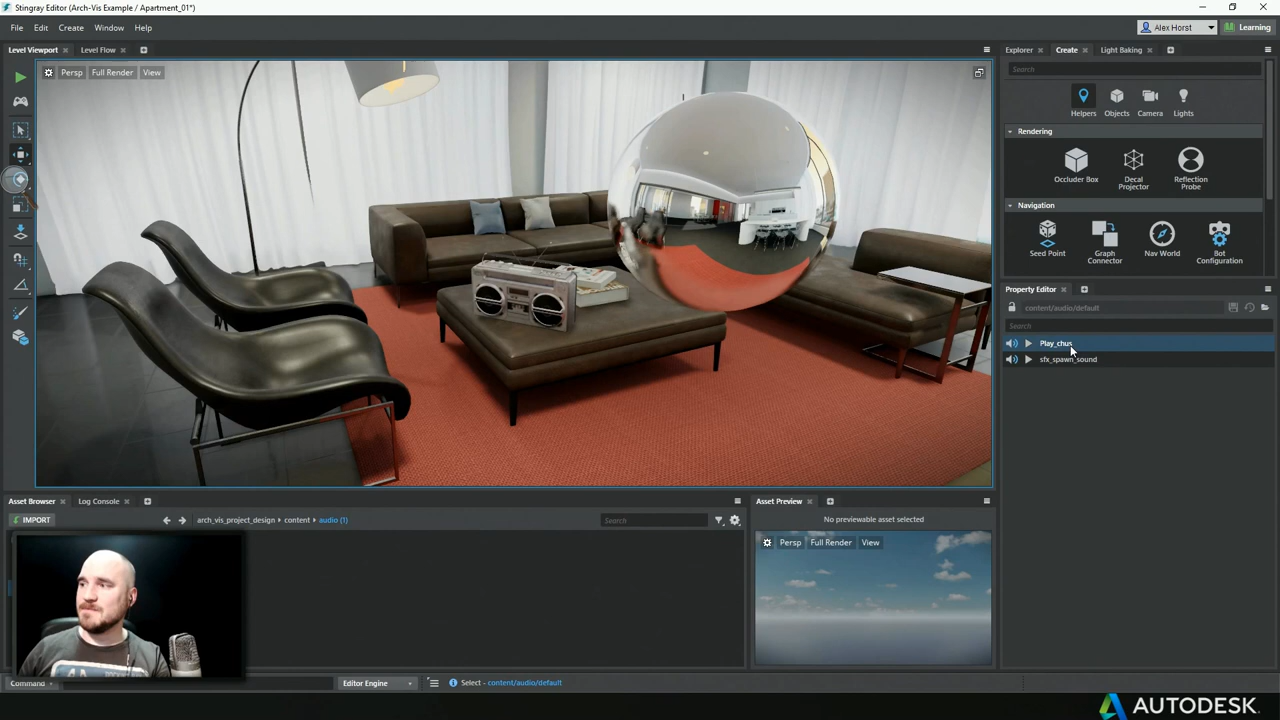 Stingray Editor (Arch-Vis Example / Apartment_01*)
File Edit Create Window Help
Alex Horst Learning
Level Viewport Level Flow
Explorer Create Light Baking
Persp Full Render View
Search
Helpers Objects Camera Lights
Rendering
Occluder Box Decal Projector Reflection Probe
Navigation
Seed Point Graph Connector Nav World Bot Configuration
Property Editor
content/audio/default
Search
Play_chus
sfx_spawn_sound
Asset Browser Log Console
Asset Preview
IMPORT
arch_vis_project_design content audio (1)
Search
No previewable asset selected
Persp Full Render View
Command
Editor Engine
Select - content/audio/default
AUTODESK.